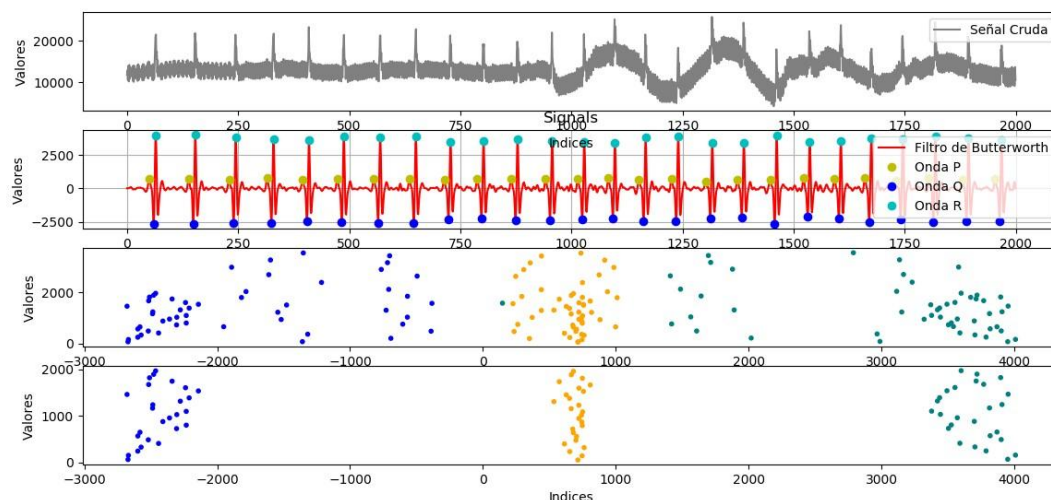 Valores
20000
10000
Señal Cruda
0 250 500 750 1000 1250 1500 1750 2000
Signals
Indices
Valores
2500
0
−2500
Filtro de Butterworth
Onda P
Onda Q
Onda R
0 250 500 750 1000 1250 1500 1750 2000
Valores
2000
0
−3000 −2000 −1000 0 1000 2000 3000 4000
Valores
2000
1000
0
−3000 −2000 −1000 0 1000 2000 3000 4000
Indices